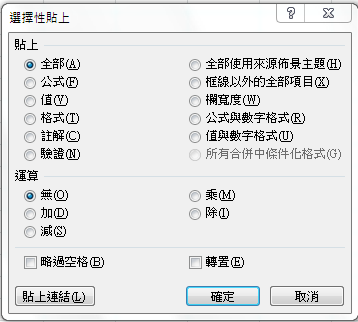 選擇性貼上
貼上
全部(A)
全部使用來源佈景主題(H)
公式(F)
框線以外的全部項目(X)
值(V)
欄寬度(W)
格式(T)
公式與數字格式(R)
註解(C)
值與數字格式(U)
驗證(N)
所有合併中條件化格式(G)
運算
無(O)
乘(M)
加(D)
除(I)
減(S)
略過空格(B)
轉置(E)
貼上連結(L)
確定
取消